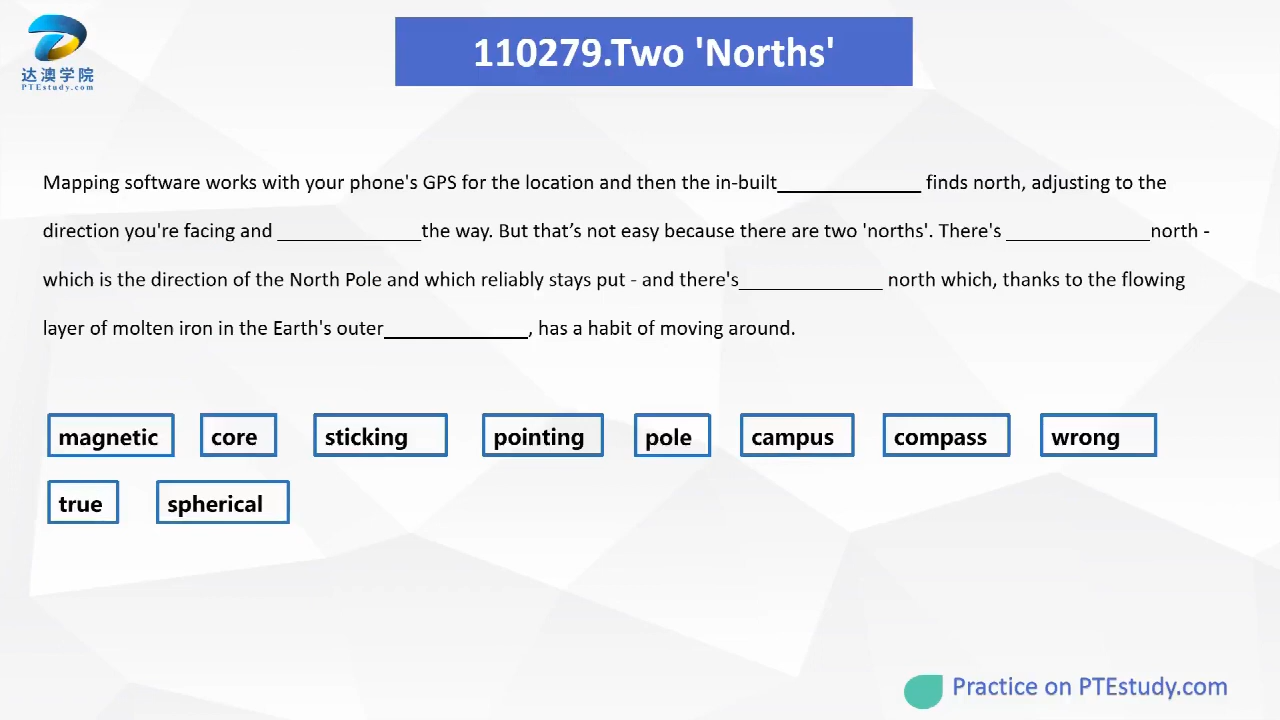 达澳学院
PTEstudy.com
110279.Two 'Norths'
Mapping software works with your phone's GPS for the location and then the in-built______________ finds north, adjusting to the
direction you're facing and ______________the way. But that’s not easy because there are two 'norths'. There's ______________north -
which is the direction of the North Pole and which reliably stays put - and there's______________ north which, thanks to the flowing
layer of molten iron in the Earth's outer______________, has a habit of moving around.
magnetic core sticking pointing pole campus compass wrong
true spherical
Practice on PTEstudy.com